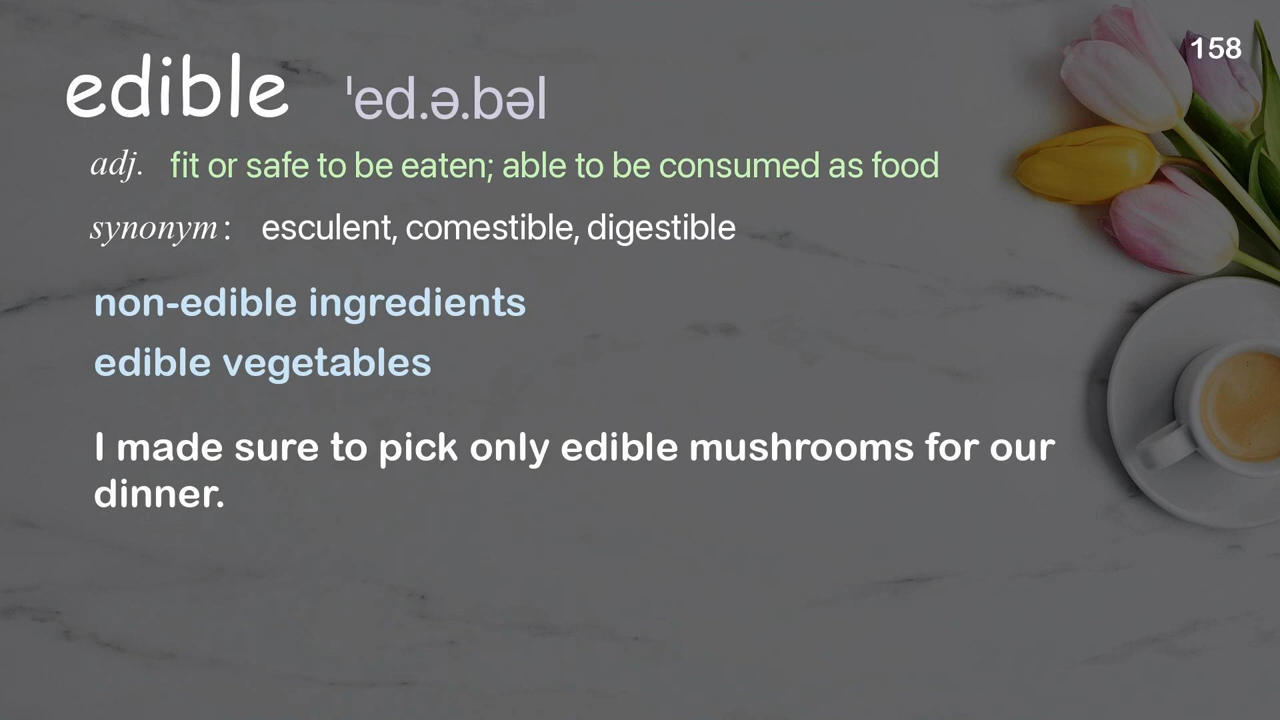 158
edible ˈed.ə.bəl
adj. fit or safe to be eaten; able to be consumed as food
synonym: esculent, comestible, digestible
non-edible ingredients
edible vegetables
I made sure to pick only edible mushrooms for our
dinner.